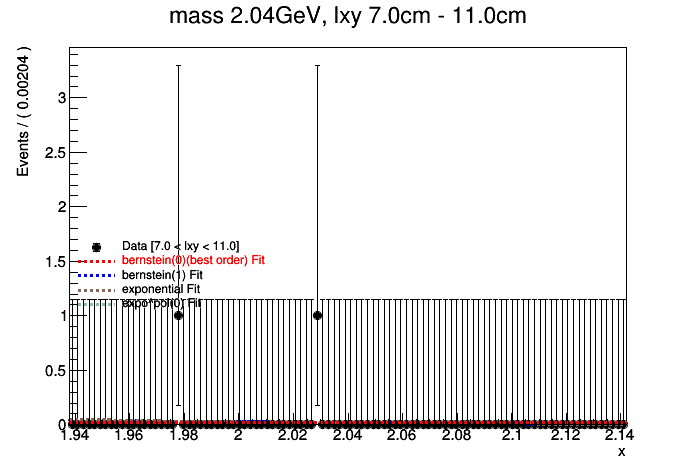 mass 2.04GeV, lxy 7.0cm - 11.0cm
Events / ( 0.00204 )
3
2.5
2
1.5
1
0.5
0
Data [7.0 < lxy < 11.0]
bernstein(0)(best order) Fit
bernstein(1) Fit
exponential Fit
expo*pol(0) Fit
1.94 1.96 1.98 2 2.02 2.04 2.06 2.08 2.1 2.12 2.14
x